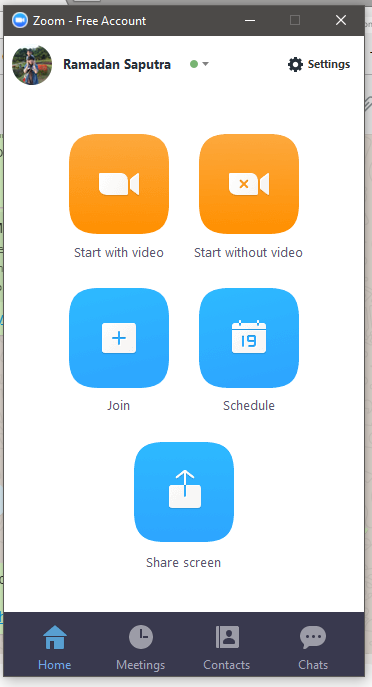 Zoom - Free Account
Ramadan Saputra
Settings
Start with video
Start without video
Join
19
Schedule
Share screen
Home
Meetings
Contacts
Chats